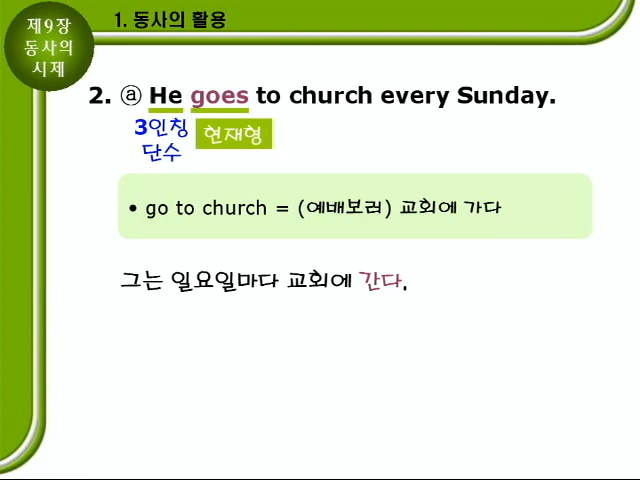 제9장
동사의
시제
1. 동사의 활용
2. ⓐ He goes to church every Sunday.
3인칭
단수
현재형
• go to church = (예배보러) 교회에 가다
그는 일요일마다 교회에 간다.